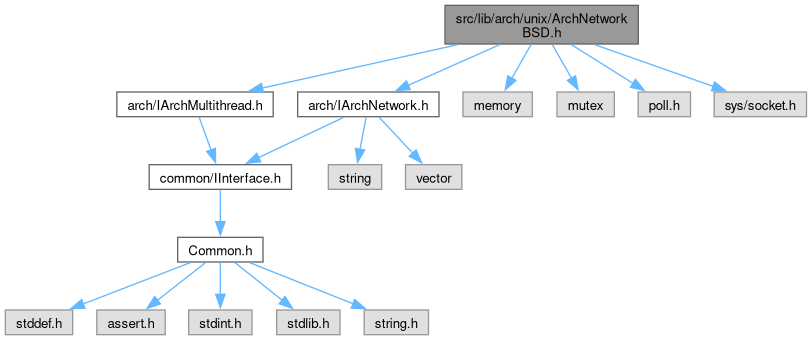 src/lib/arch/unix/ArchNetwork
BSD.h
arch/IArchMultithread.h
arch/IArchNetwork.h
memory
mutex
poll.h
sys/socket.h
common/IInterface.h
string
vector
Common.h
stddef.h
assert.h
stdint.h
stdlib.h
string.h